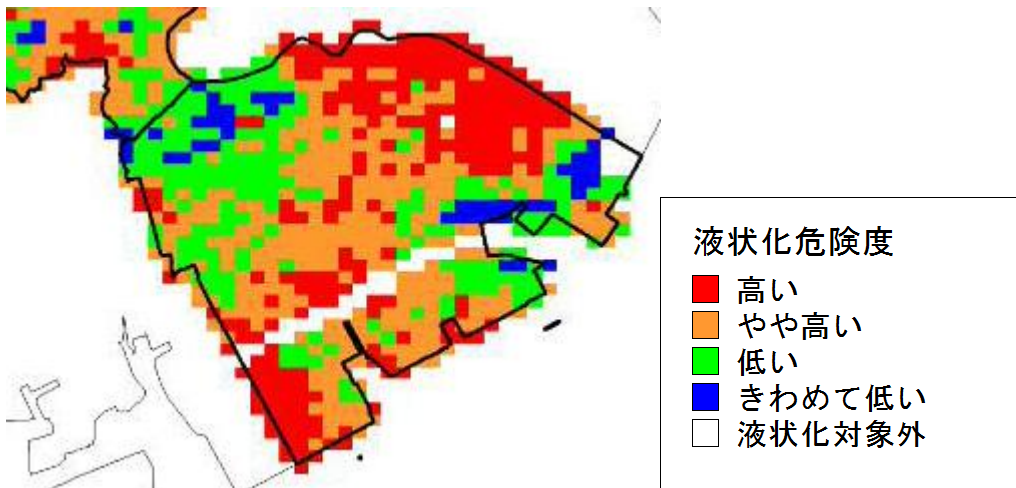 液状化危険度
高い
やや高い
低い
きわめて低い
液状化対象外